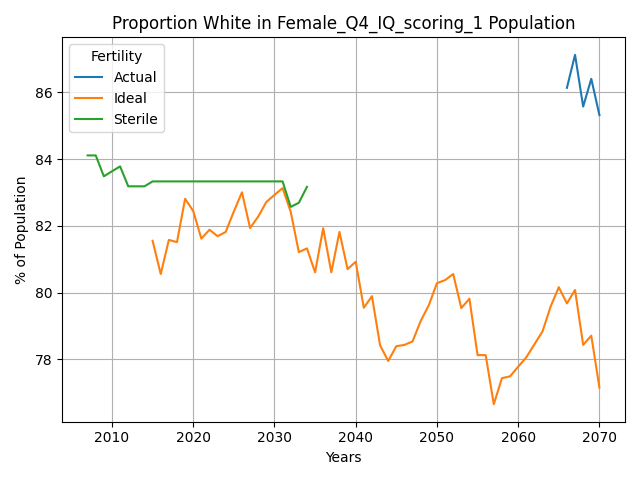 Proportion White in Female_Q4_IQ_scoring_1 Population
Fertility
Actual
Ideal
Sterile
86
84
82
80
78
% of Population
2010 2020 2030 2040 2050 2060 2070
Years